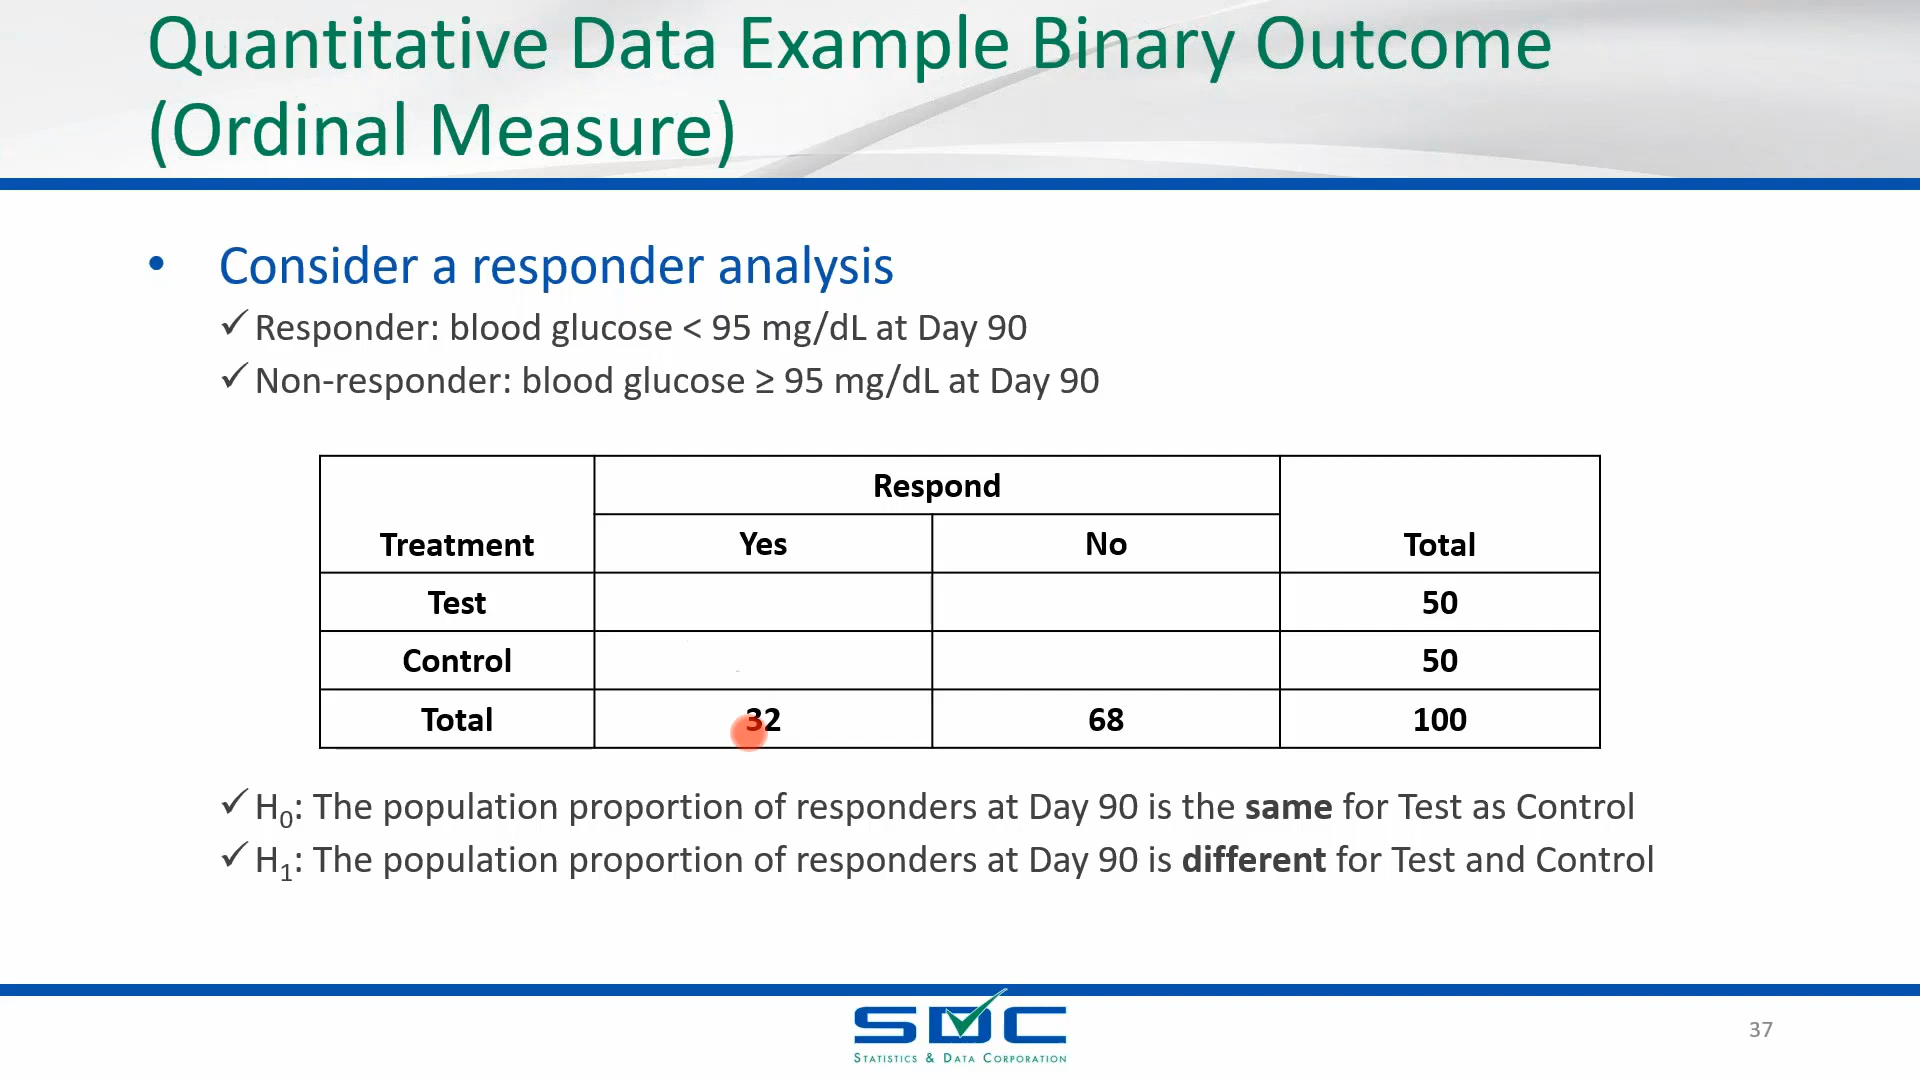 Quantitative Data Example Binary Outcome
(Ordinal Measure)
• Consider a responder analysis
✓ Responder: blood glucose < 95 mg/dL at Day 90
✓ Non-responder: blood glucose ≥ 95 mg/dL at Day 90
Respond
Treatment Yes No Total
Test 50
Control 50
Total 32 68 100
✓ H₀: The population proportion of responders at Day 90 is the same for Test as Control
✓ H₁: The population proportion of responders at Day 90 is different for Test and Control
SDC
Statistics & Data Corporation
37